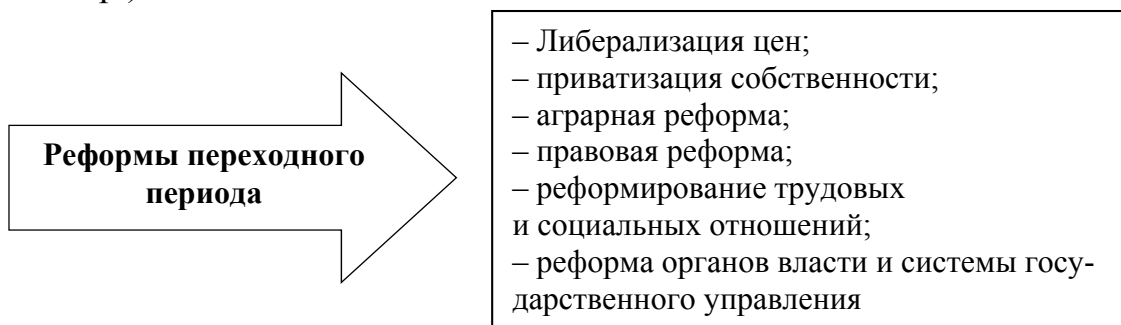 Реформы переходного
периода
– Либерализация цен;
– приватизация собственности;
– аграрная реформа;
– правовая реформа;
– реформирование трудовых
и социальных отношений;
– реформа органов власти и системы госу-
дарственного управления